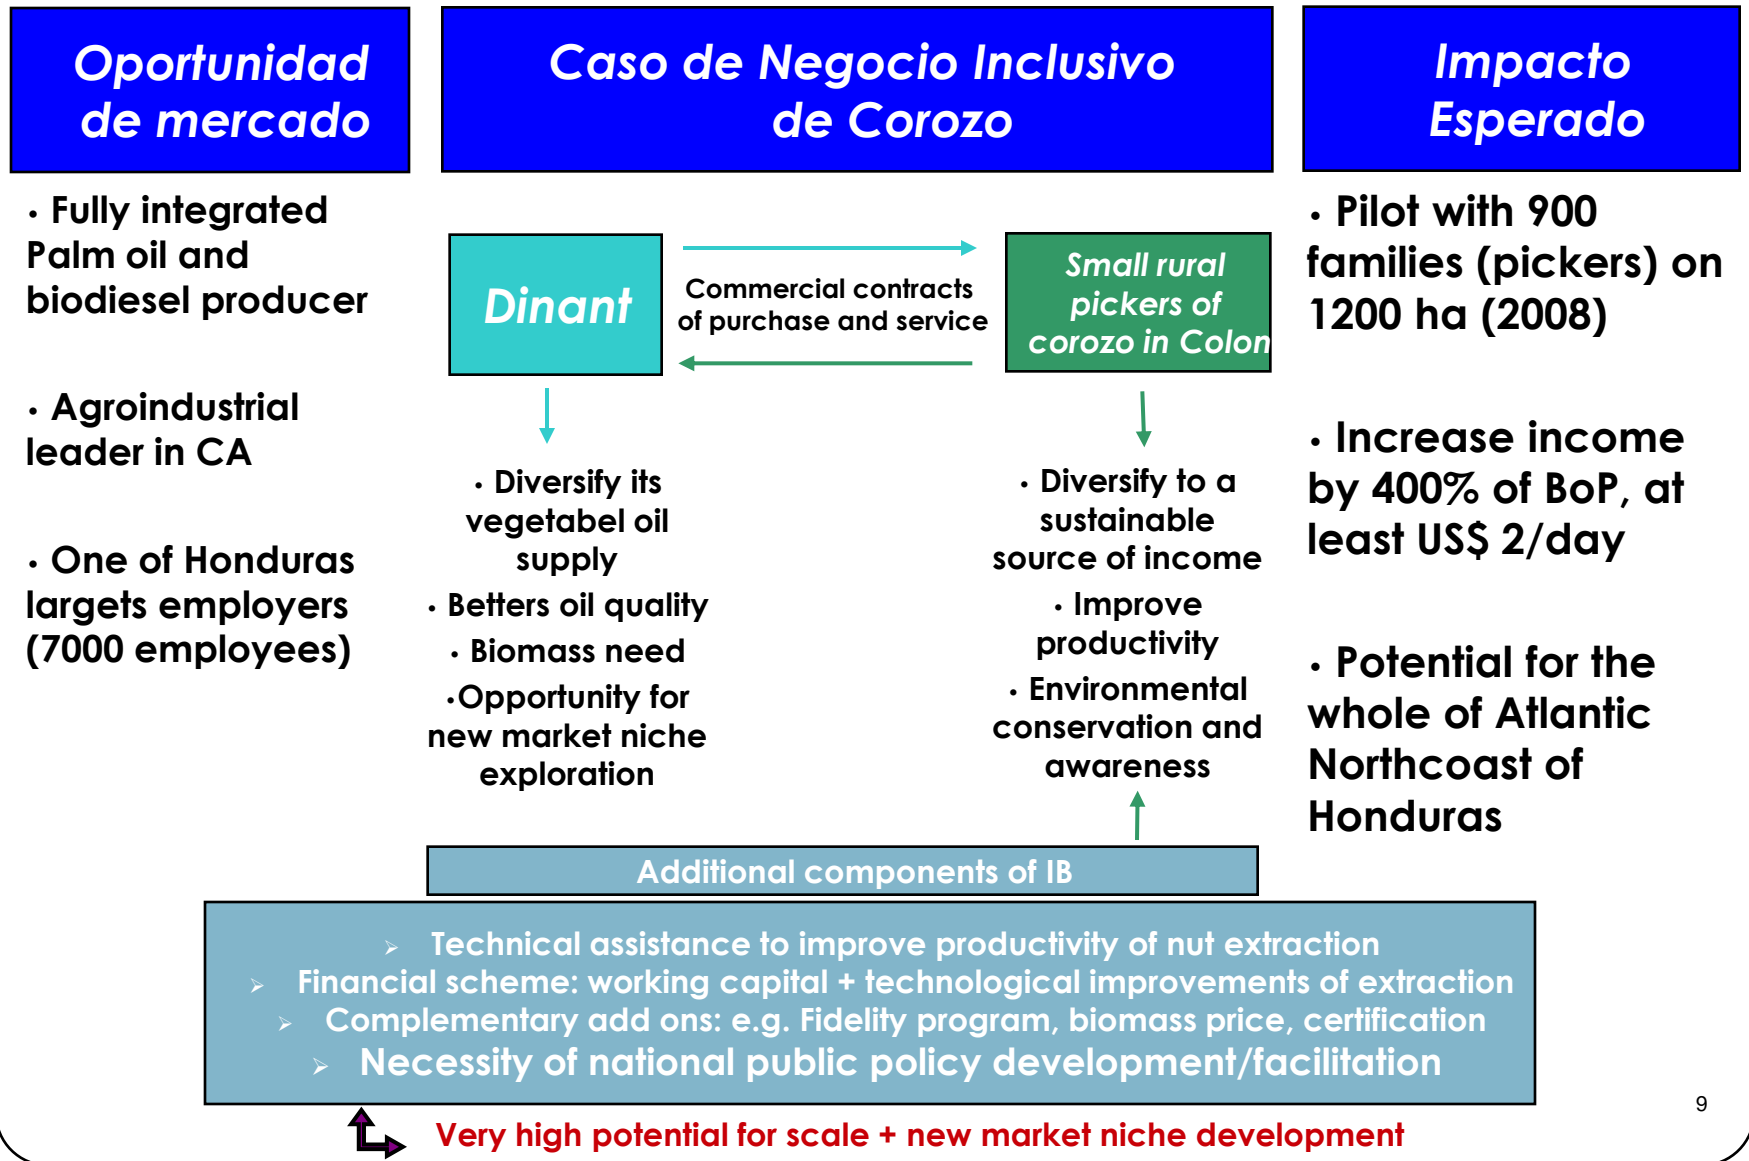 Oportunidad
de mercado
• Fully integrated
Palm oil and
biodiesel producer
• Agroindustrial
leader in CA
• One of Honduras
largets employers
(7000 employees)
Caso de Negocio Inclusivo
de Corozo
Dinant
Commercial contracts
of purchase and service
Small rural
pickers of
corozo in Colon
• Diversify its
vegetabel oil
supply
• Betters oil quality
• Biomass need
•Opportunity for
new market niche
exploration
• Diversify to a
sustainable
source of income
• Improve
productivity
• Environmental
conservation and
awareness
Impacto
Esperado
• Pilot with 900
families (pickers) on
1200 ha (2008)
• Increase income
by 400% of BoP, at
least US$ 2/day
• Potential for the
whole of Atlantic
Northcoast of
Honduras
Additional components of IB
➢ Technical assistance to improve productivity of nut extraction
➢ Financial scheme: working capital + technological improvements of extraction
➢ Complementary add ons: e.g. Fidelity program, biomass price, certification
➢ Necessity of national public policy development/facilitation
Very high potential for scale + new market niche development
9